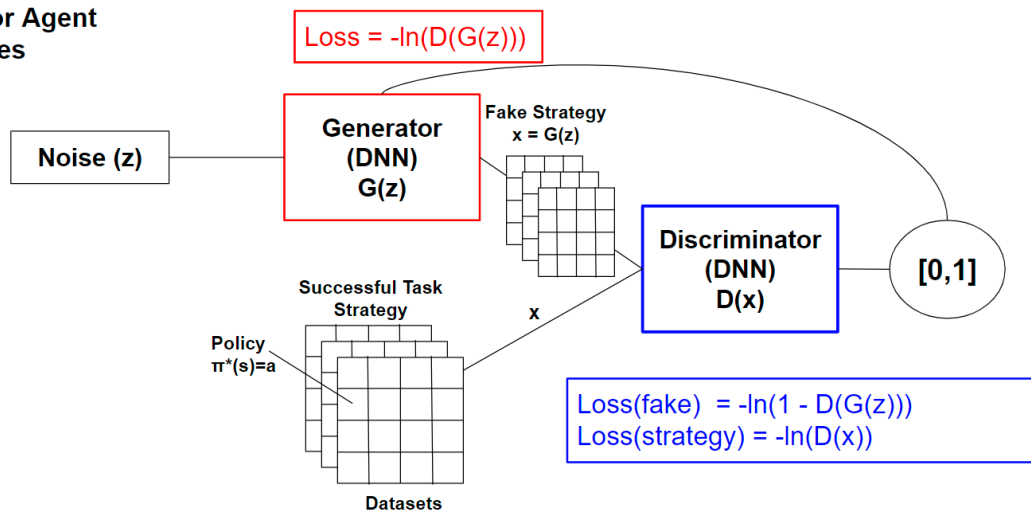 or Agent
es
Loss = -ln(D(G(z)))
Noise (z)
Generator
(DNN)
G(z)
Fake Strategy
x = G(z)
Discriminator
(DNN)
D(x)
[0,1]
Successful Task
Strategy
x
Policy
π*(s)=a
Datasets
Loss(fake) = -ln(1 - D(G(z)))
Loss(strategy) = -ln(D(x))